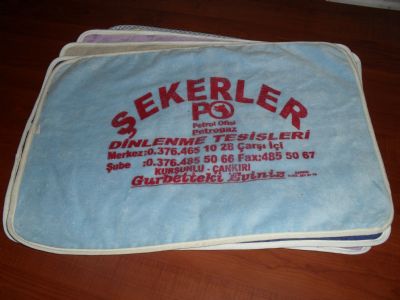 ŞEKERLER
PO
Petrol Ofisi
Petrogaz
DİNLENME TESİSLERİ
Merkez:0.376.465 10 28 Çarşı İçi
Şube :0.376.485 50 66 Fax:485 50 67
KURŞUNLU - ÇANKIRI
Gurbetteki Eviniz